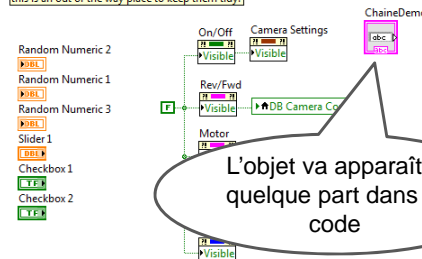 this is an out of the way place to keep them tidy!
Random Numeric 2
DBL
Random Numeric 1
DBL
Random Numeric 3
DBL
Slider 1
DBL
Checkbox 1
TF
Checkbox 2
TF
On/Off
Visible
Camera Settings
Visible
Rev/Fwd
Visible
F
DB Camera Co
Motor
Visible
ChaineDemo
abc
abc
L'objet va apparaît
quelque part dans
code